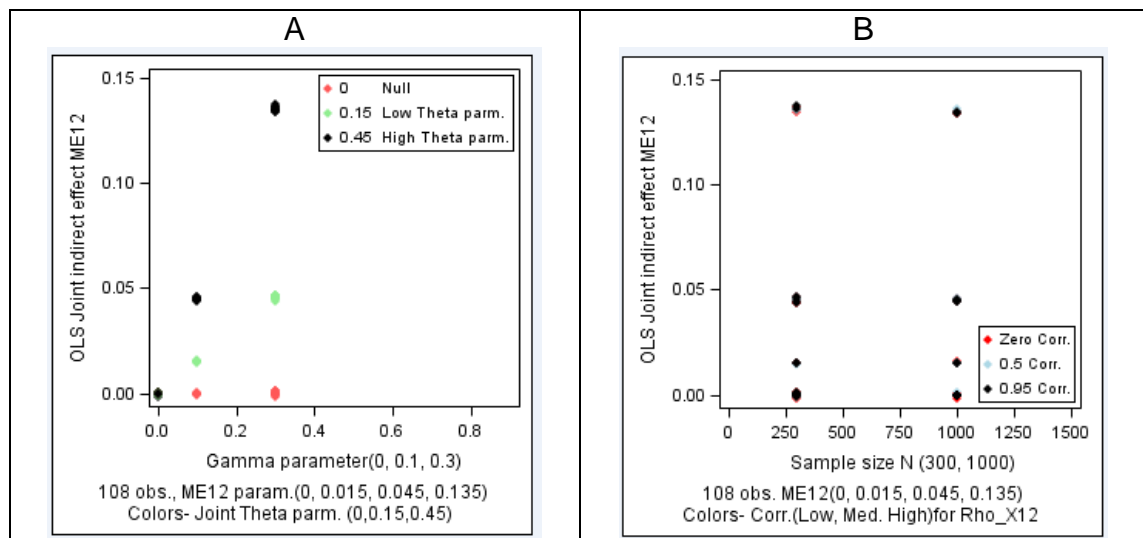 A
OLS Joint indirect effect ME12
0.15
0.10
0.05
0.00
0 Null
0.15 Low Theta parm.
0.45 High Theta parm.
0.0 0.2 0.4 0.6 0.8
Gamma parameter(0, 0.1, 0.3)
108 obs., ME12 param.(0, 0.015, 0.045, 0.135)
Colors- Joint Theta parm. (0,0.15,0.45)
B
OLS Joint indirect effect ME12
0.15
0.10
0.05
0.00
Zero Corr.
0.5 Corr.
0.95 Corr.
0 250 500 750 1000 1250 1500
Sample size N (300, 1000)
108 obs. ME12(0, 0.015, 0.045, 0.135)
Colors- Corr.(Low, Med. High)for Rho_X12